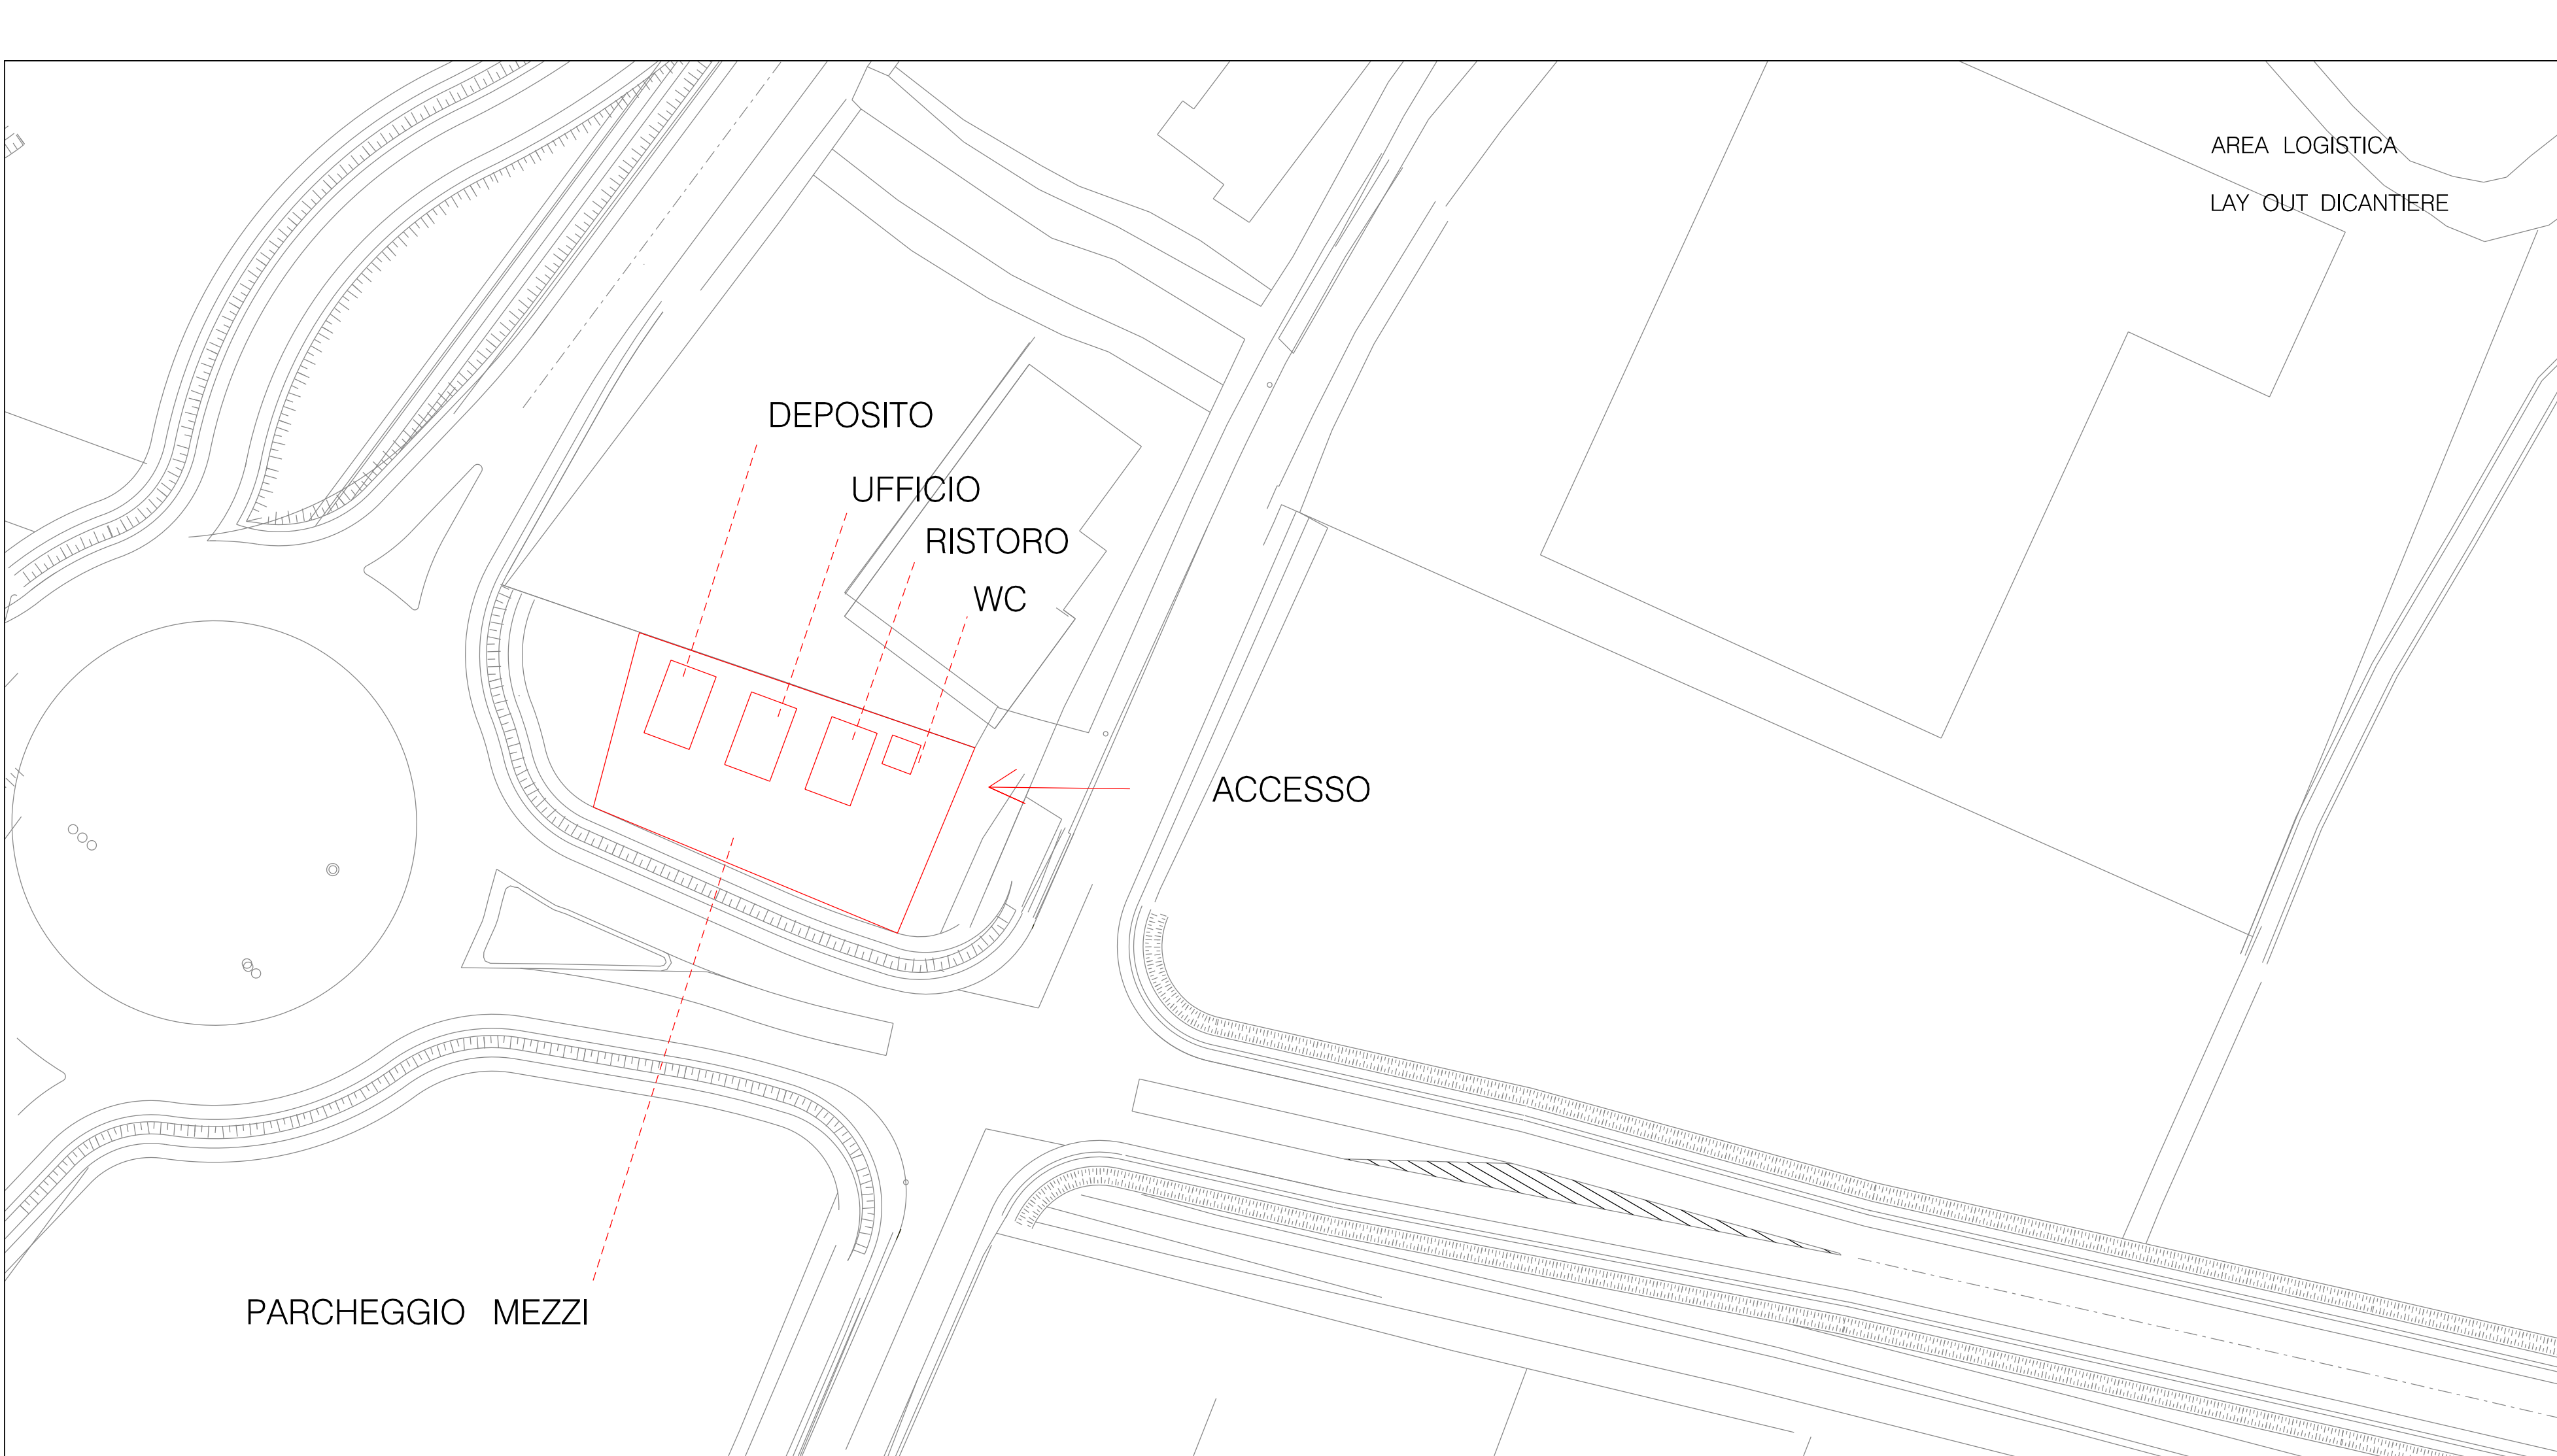 AREA LOGISTICA
LAY OUT DICANTIERE
DEPOSITO
UFFICIO
RISTORO
WC
ACCESSO
PARCHEGGIO MEZZI